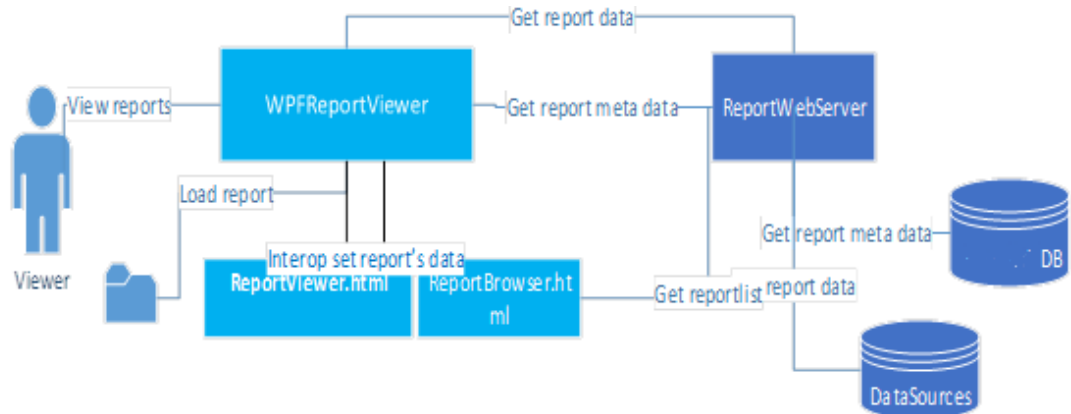 Get report data
WPFReportViewer
ReportWebServer
View reports
Get report meta data
Load report
Viewer
Interop set report's data
ReportViewer.html
ReportBrowser.ht
ml
Get report meta data
DB
Get reportlist
report data
DataSources